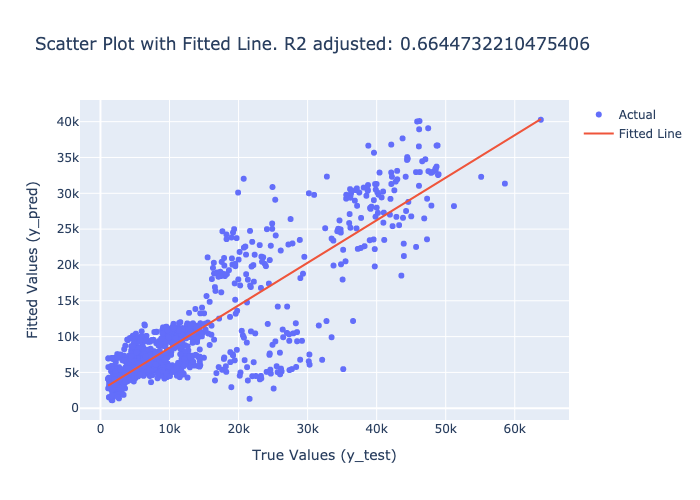 Scatter Plot with Fitted Line. R2 adjusted: 0.6644732210475406
Actual
Fitted Line
Fitted Values (y_pred)
40k
35k
30k
25k
20k
15k
10k
5k
0
0 10k 20k 30k 40k 50k 60k
True Values (y_test)